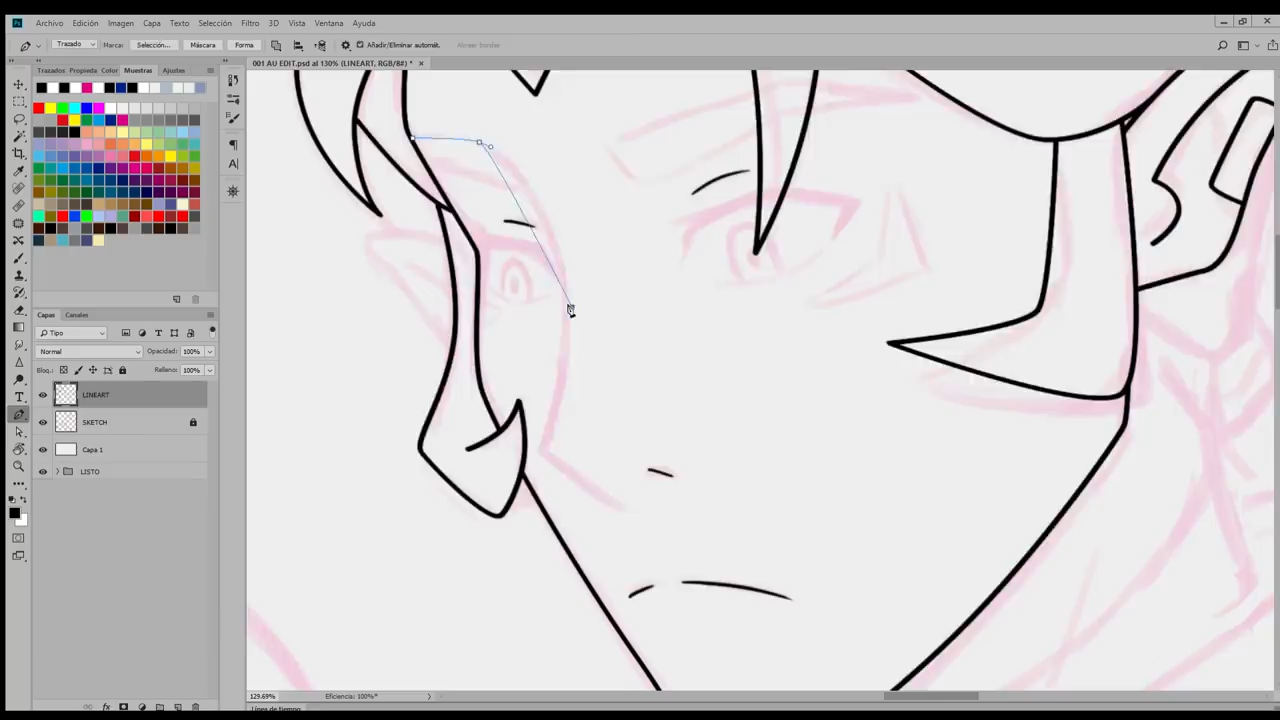 Ps Archivo Edición Imagen Capa Texto Selección Filtro 3D Vista Ventana Ayuda
Trazado Marca: Selección... Máscara Forma Añadir/Eliminar automát. Alinear bordes
Trazados Propieda Color Muestras Ajustes
001 AU EDIT.psd al 130% (LINEART, RGB/8#) * ×
Capas Canales
Tipo
Normal Opacidad: 100%
Bloq.: Relleno: 100%
LINEART
SKETCH
Capa 1
LISTO
129.69% Eficiencia: 100%*
Línea de tiempo